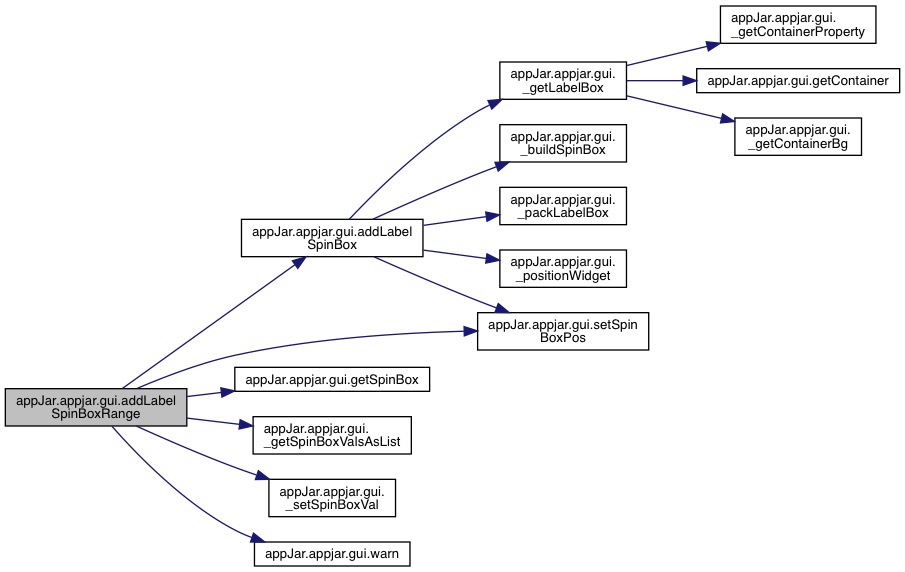 appJar.appjar.gui.
_getContainerProperty
appJar.appjar.gui.
_getLabelBox
appJar.appjar.gui.getContainer
appJar.appjar.gui.
_getContainerBg
appJar.appjar.gui.
_buildSpinBox
appJar.appjar.gui.
_packLabelBox
appJar.appjar.gui.addLabel
SpinBox
appJar.appjar.gui.
_positionWidget
appJar.appjar.gui.setSpin
BoxPos
appJar.appjar.gui.getSpinBox
appJar.appjar.gui.addLabel
SpinBoxRange
appJar.appjar.gui.
_getSpinBoxValsAsList
appJar.appjar.gui.
_setSpinBoxVal
appJar.appjar.gui.warn